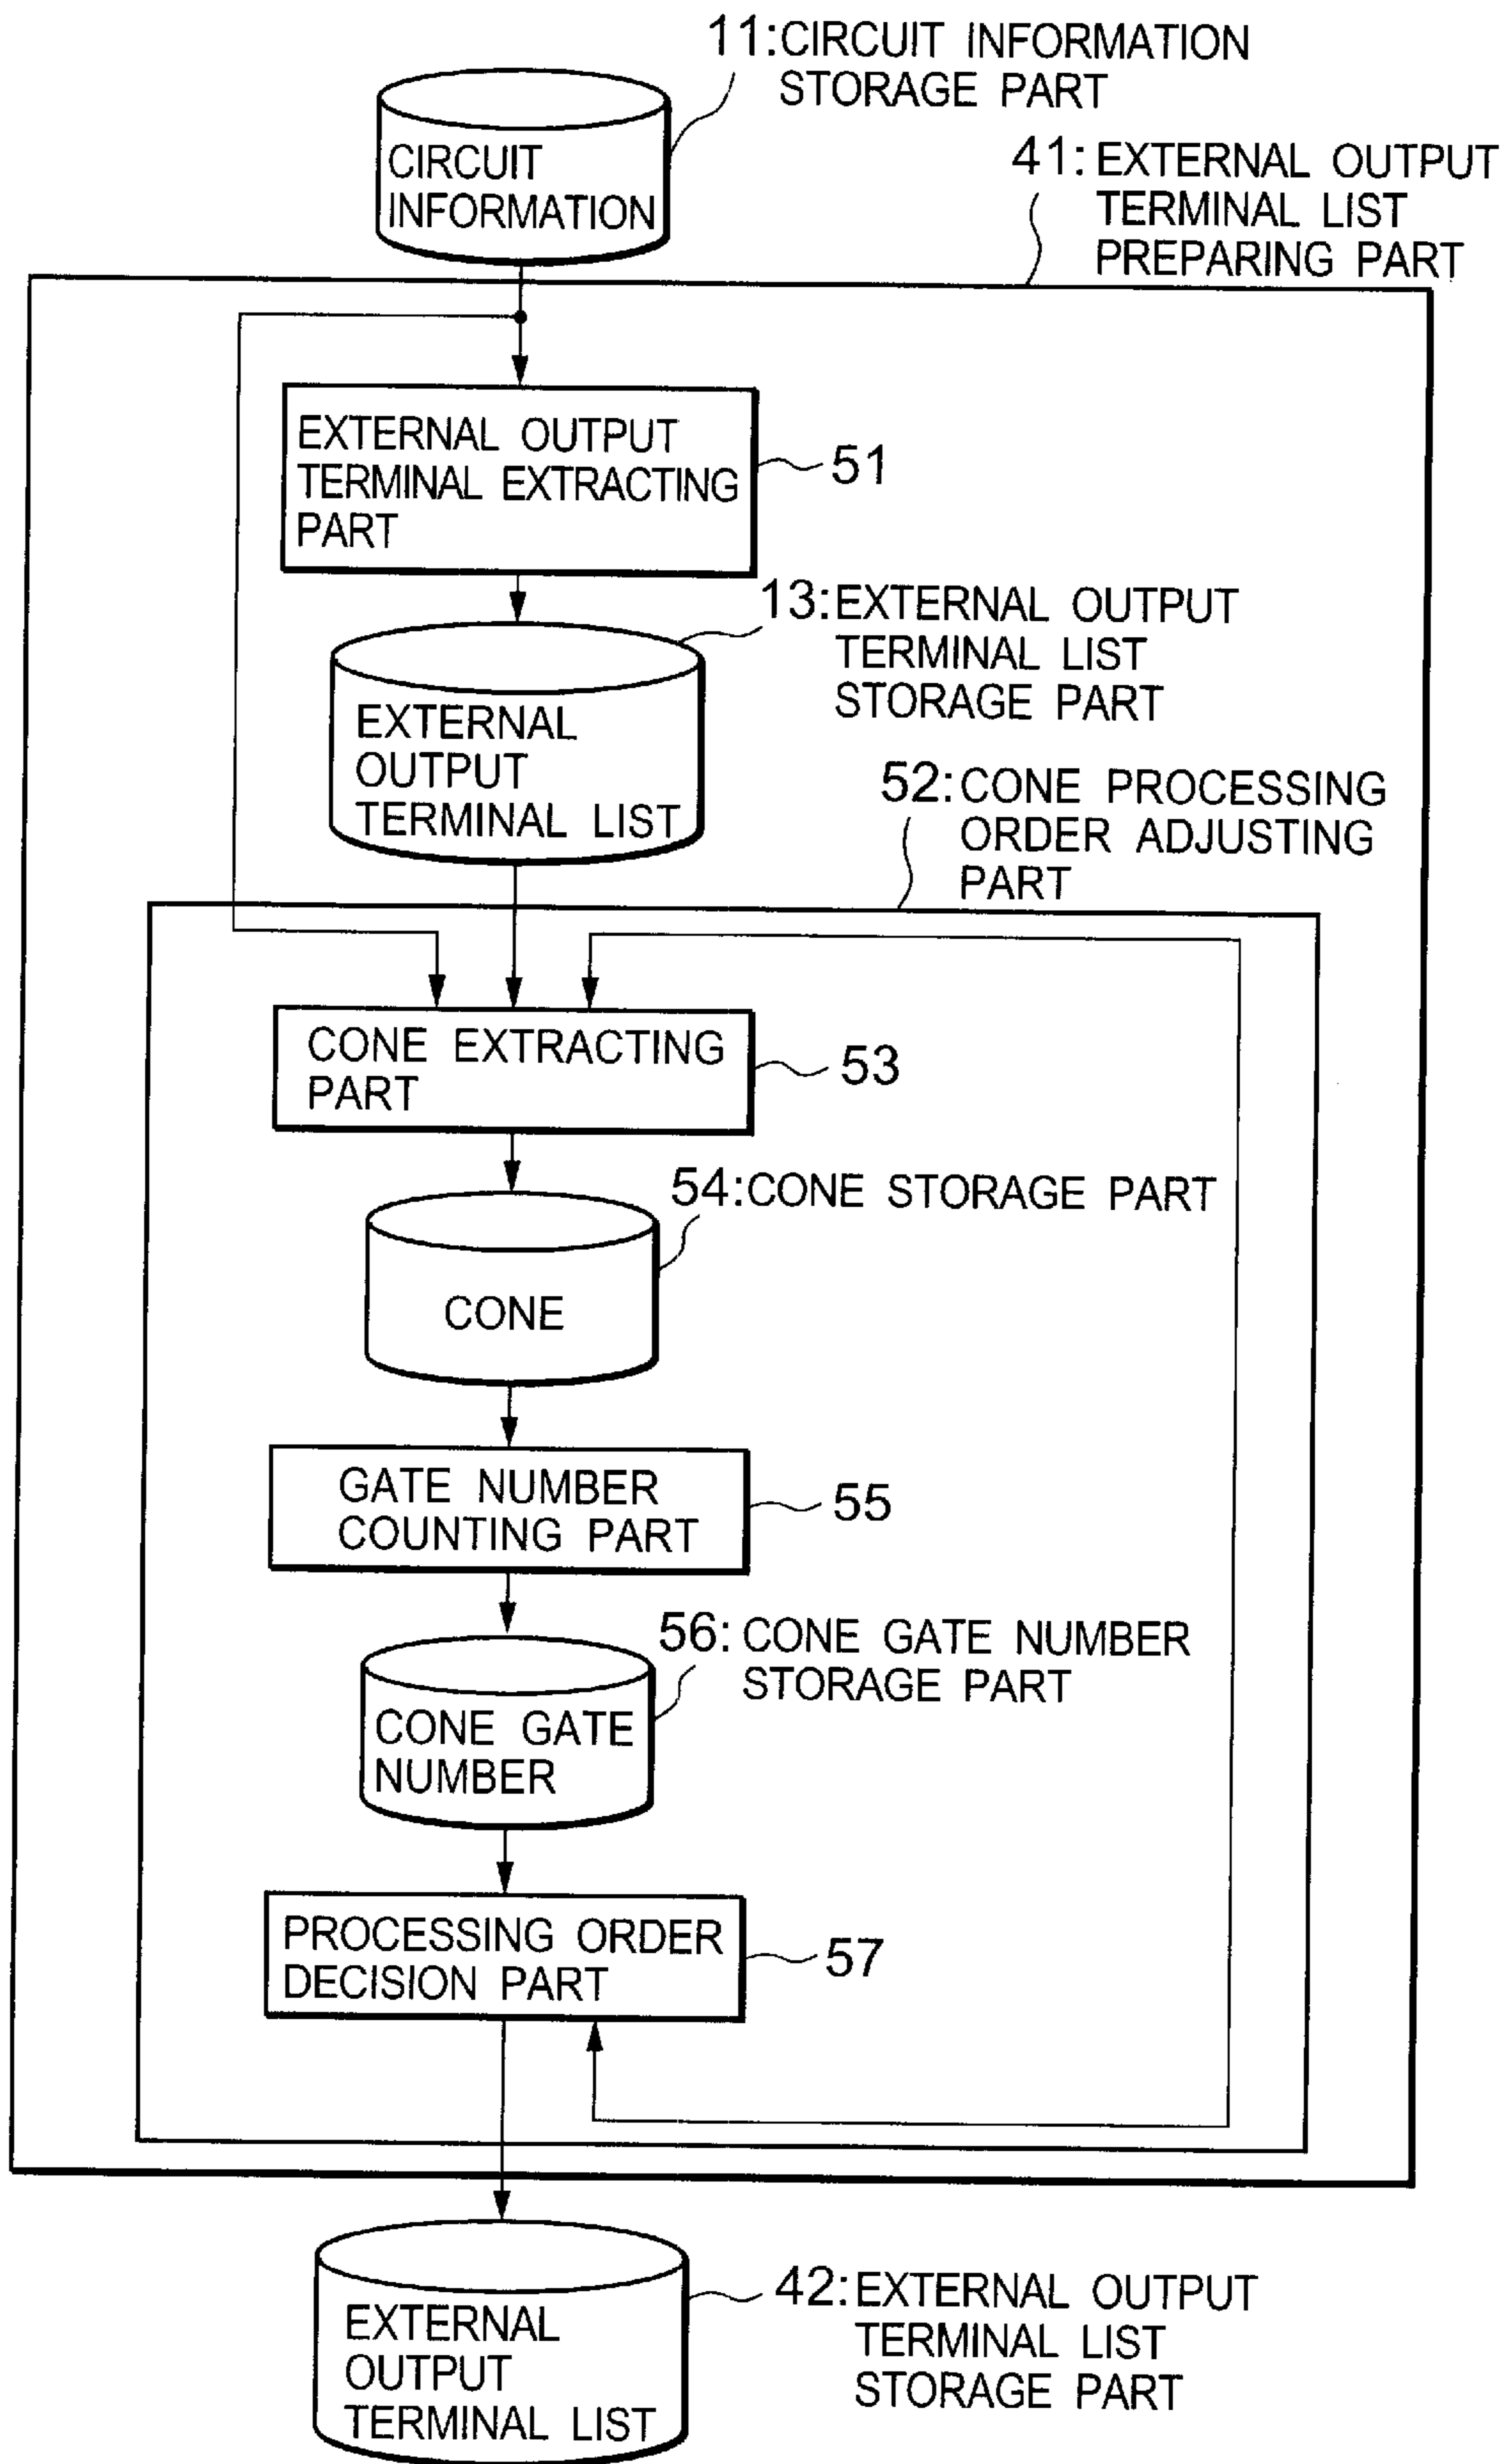 11:CIRCUIT INFORMATION
STORAGE PART
CIRCUIT
INFORMATION
41:EXTERNAL OUTPUT
TERMINAL LIST
PREPARING PART
EXTERNAL OUTPUT
TERMINAL EXTRACTING
PART
51
13:EXTERNAL OUTPUT
TERMINAL LIST
STORAGE PART
EXTERNAL
OUTPUT
TERMINAL LIST
52:CONE PROCESSING
ORDER ADJUSTING
PART
CONE EXTRACTING
PART
53
54:CONE STORAGE PART
CONE
GATE NUMBER
COUNTING PART
55
56:CONE GATE NUMBER
STORAGE PART
CONE GATE
NUMBER
PROCESSING ORDER
DECISION PART
57
42:EXTERNAL OUTPUT
TERMINAL LIST
STORAGE PART
EXTERNAL
OUTPUT
TERMINAL LIST